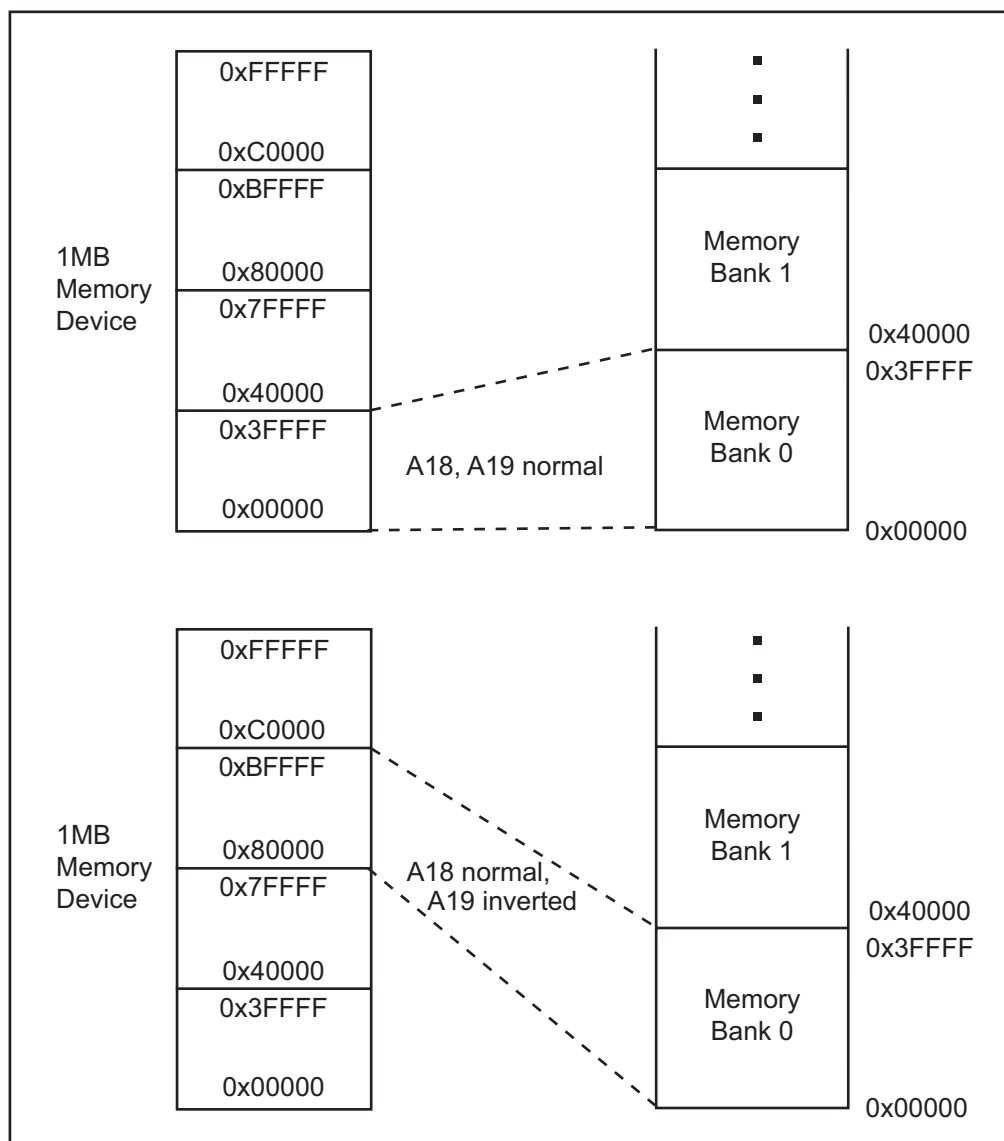 0xFFFFF
0xC0000
0xBFFFF
0x80000
0x7FFFF
0x40000
0x3FFFF
0x00000
1MB
Memory
Device
A18, A19 normal
Memory
Bank 1
0x40000
0x3FFFF
Memory
Bank 0
0x00000
0xFFFFF
0xC0000
0xBFFFF
0x80000
0x7FFFF
0x40000
0x3FFFF
0x00000
1MB
Memory
Device
A18 normal,
A19 inverted
Memory
Bank 1
0x40000
0x3FFFF
Memory
Bank 0
0x00000